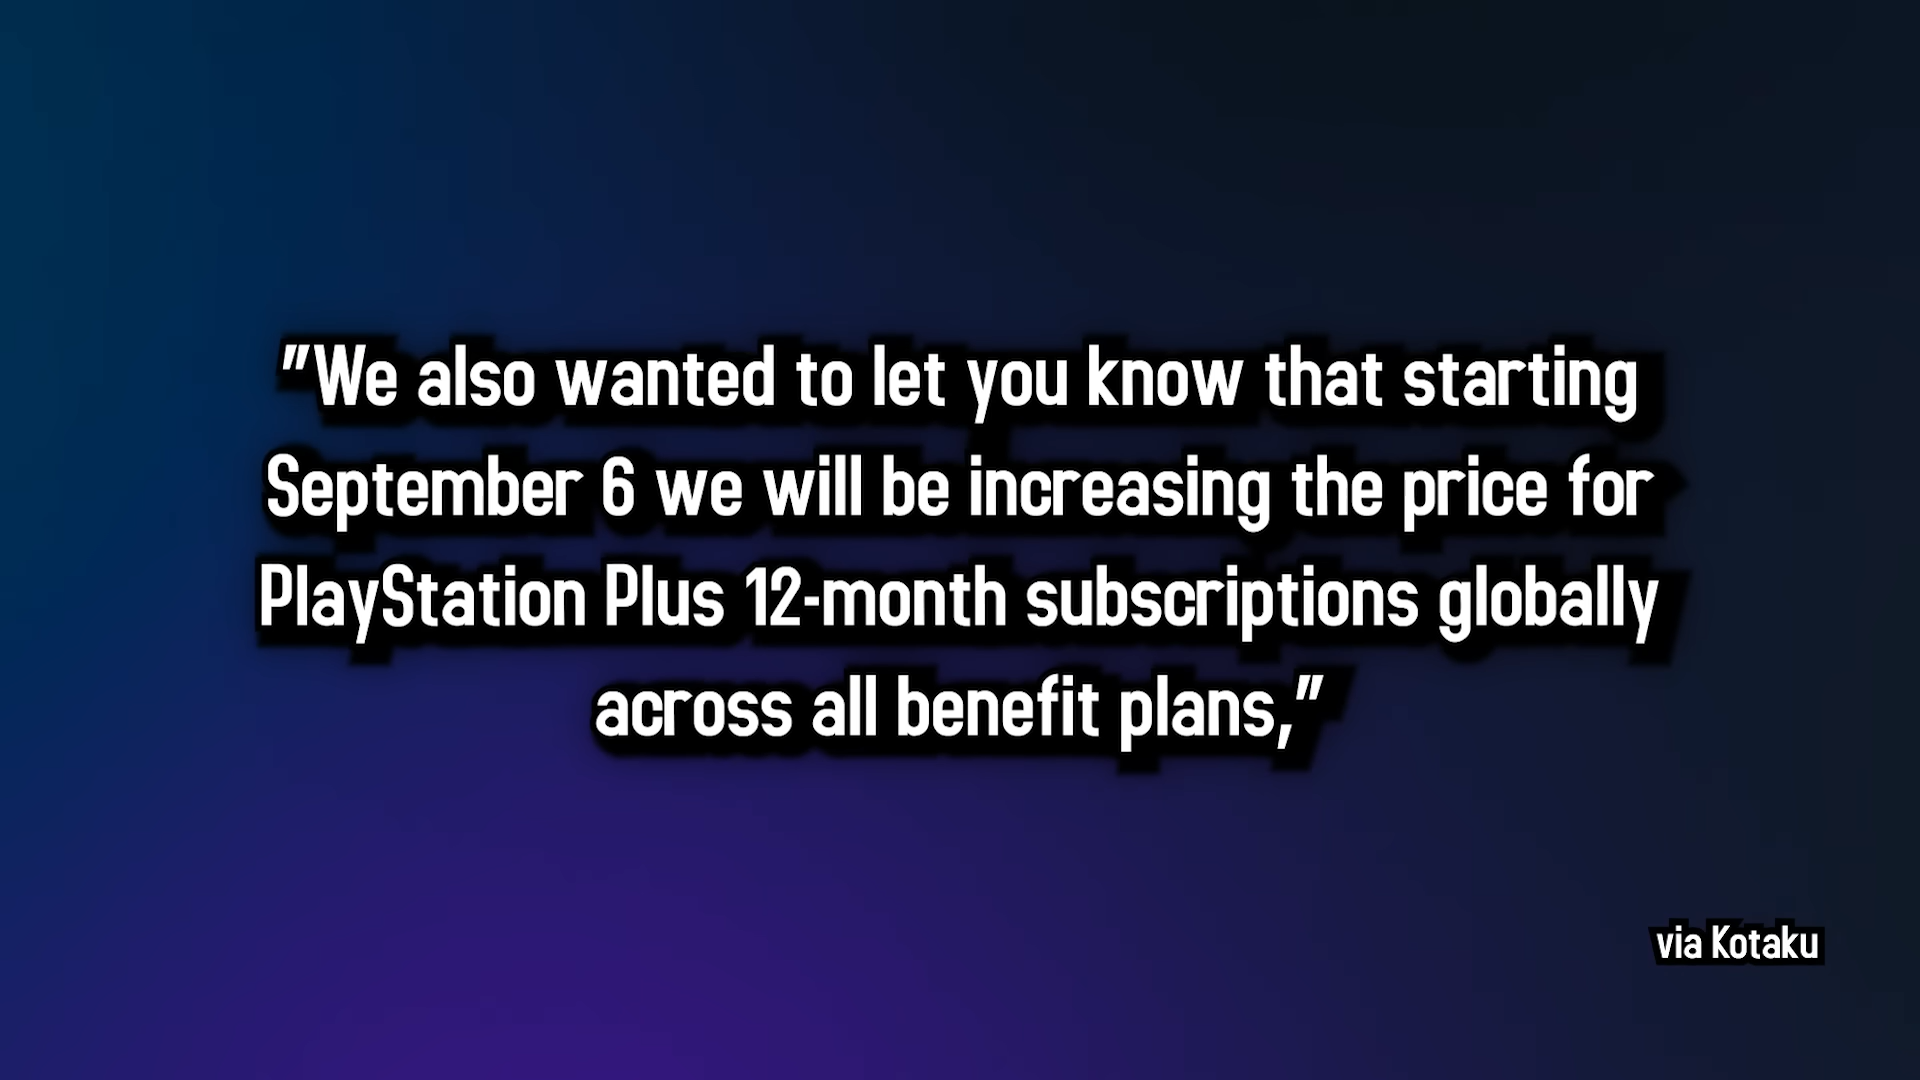 "We also wanted to let you know that starting
September 6 we will be increasing the price for
PlayStation Plus 12-month subscriptions globally
across all benefit plans,"
via Kotaku